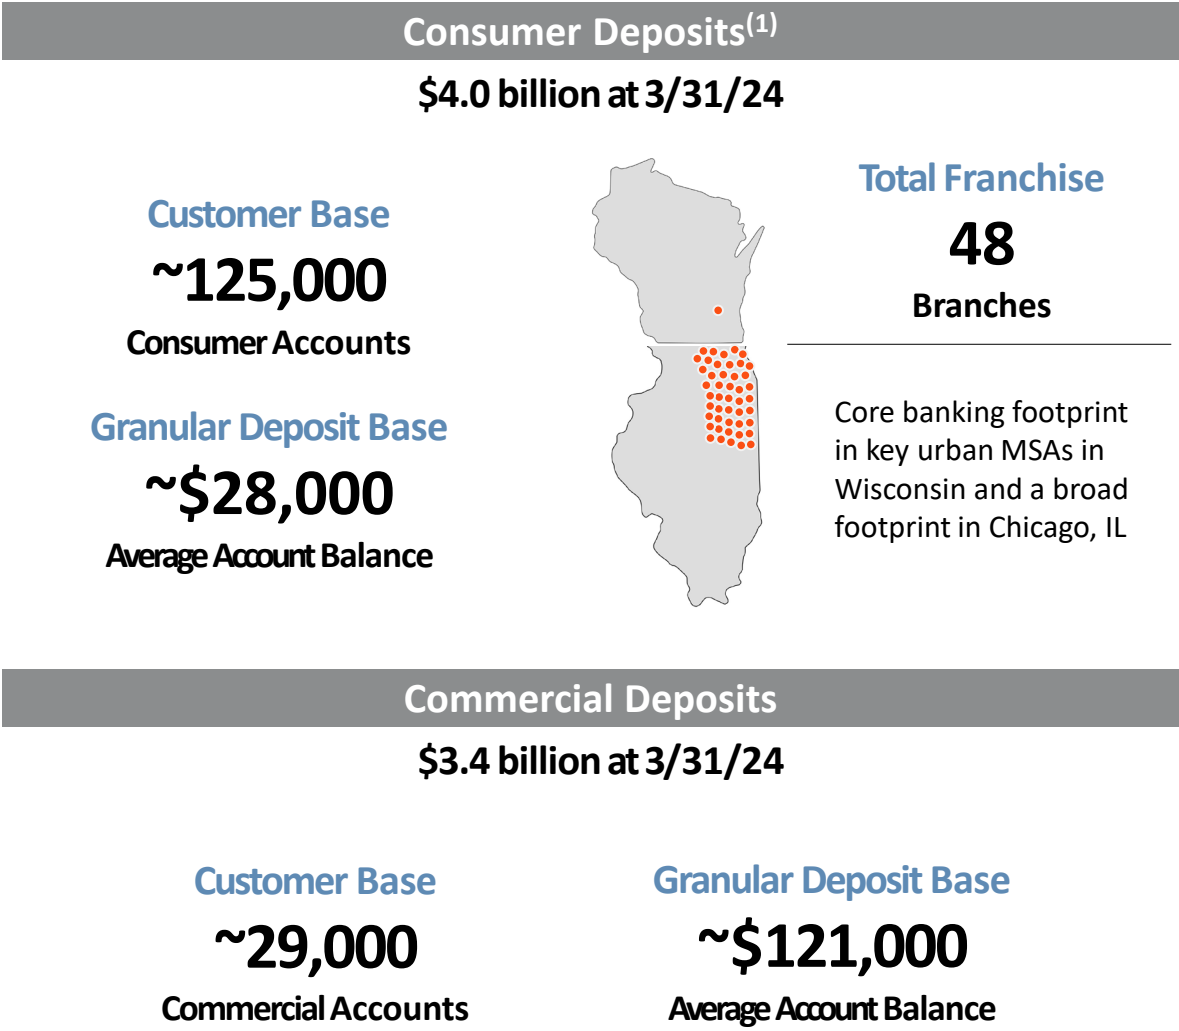 Consumer Deposits(1)
$4.0 billion at 3/31/24
Customer Base
~125,000
Consumer Accounts
Granular Deposit Base
~$28,000
Average Account Balance
Total Franchise
48
Branches
Core banking footprint
in key urban MSAs in
Wisconsin and a broad
footprint in Chicago, IL
Commercial Deposits
$3.4 billion at 3/31/24
Customer Base
~29,000
Commercial Accounts
Granular Deposit Base
~$121,000
Average Account Balance